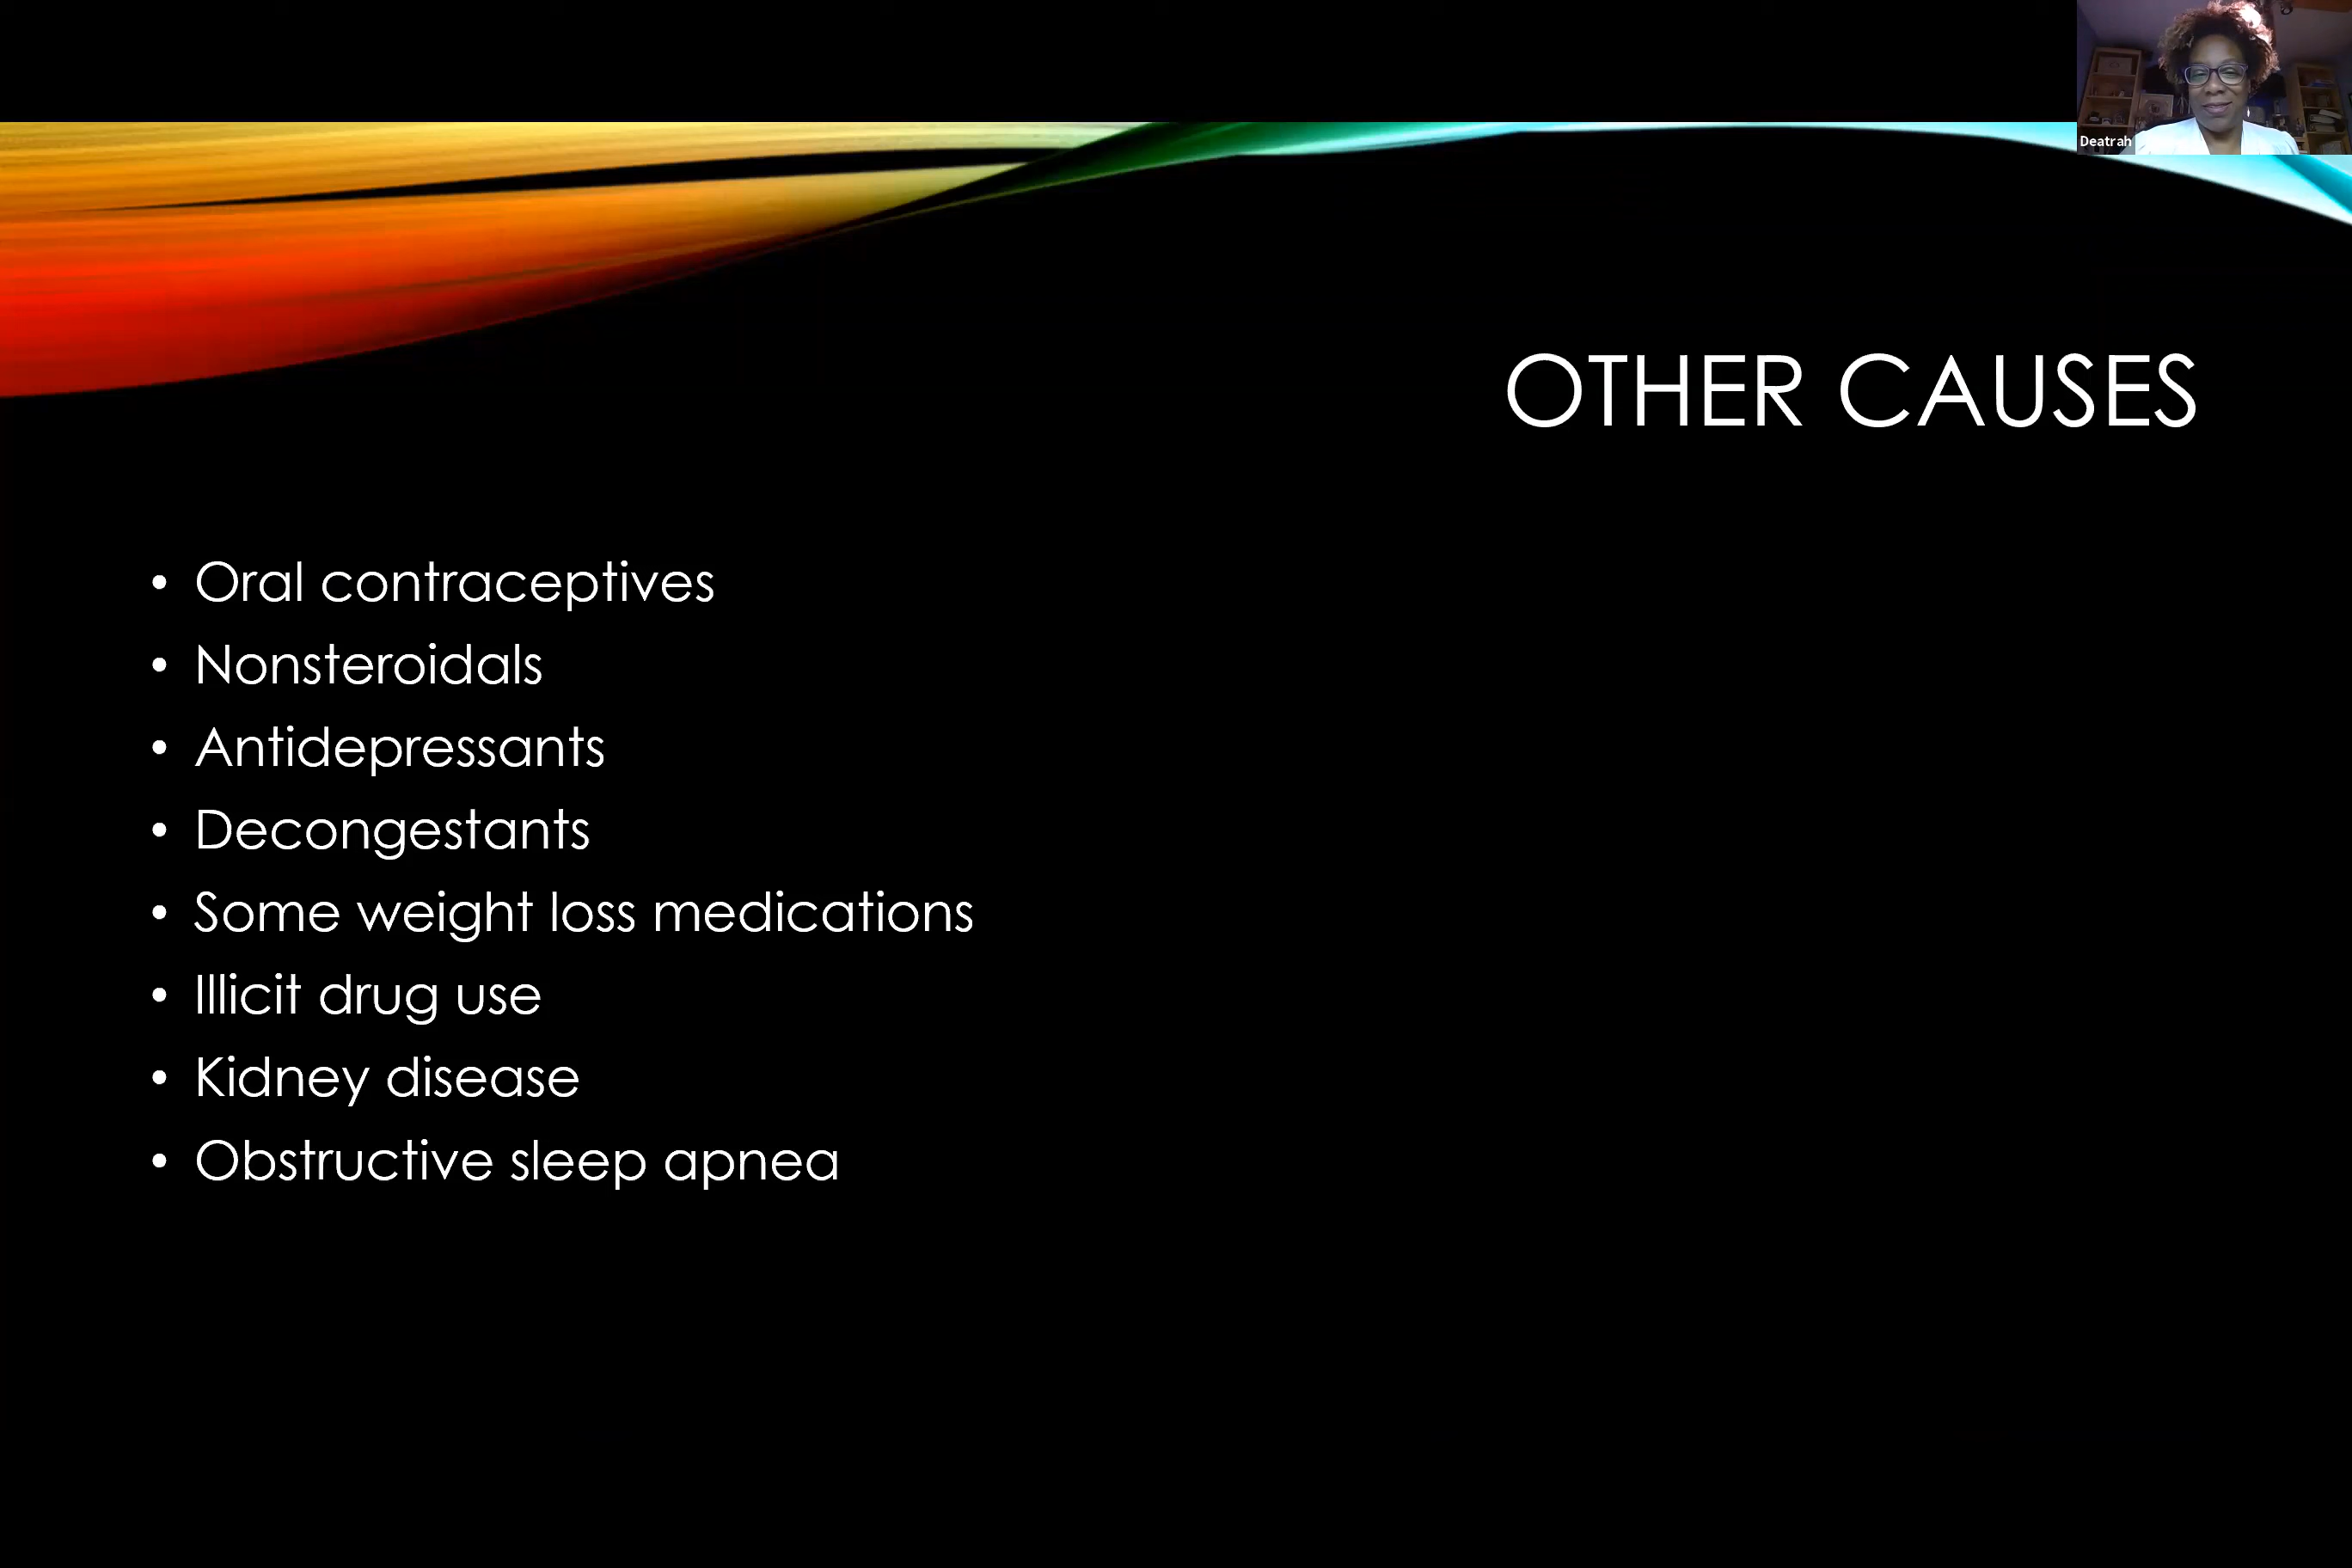 Deatrah
OTHER CAUSES
• Oral contraceptives
• Nonsteroidals
• Antidepressants
• Decongestants
• Some weight loss medications
• Illicit drug use
• Kidney disease
• Obstructive sleep apnea